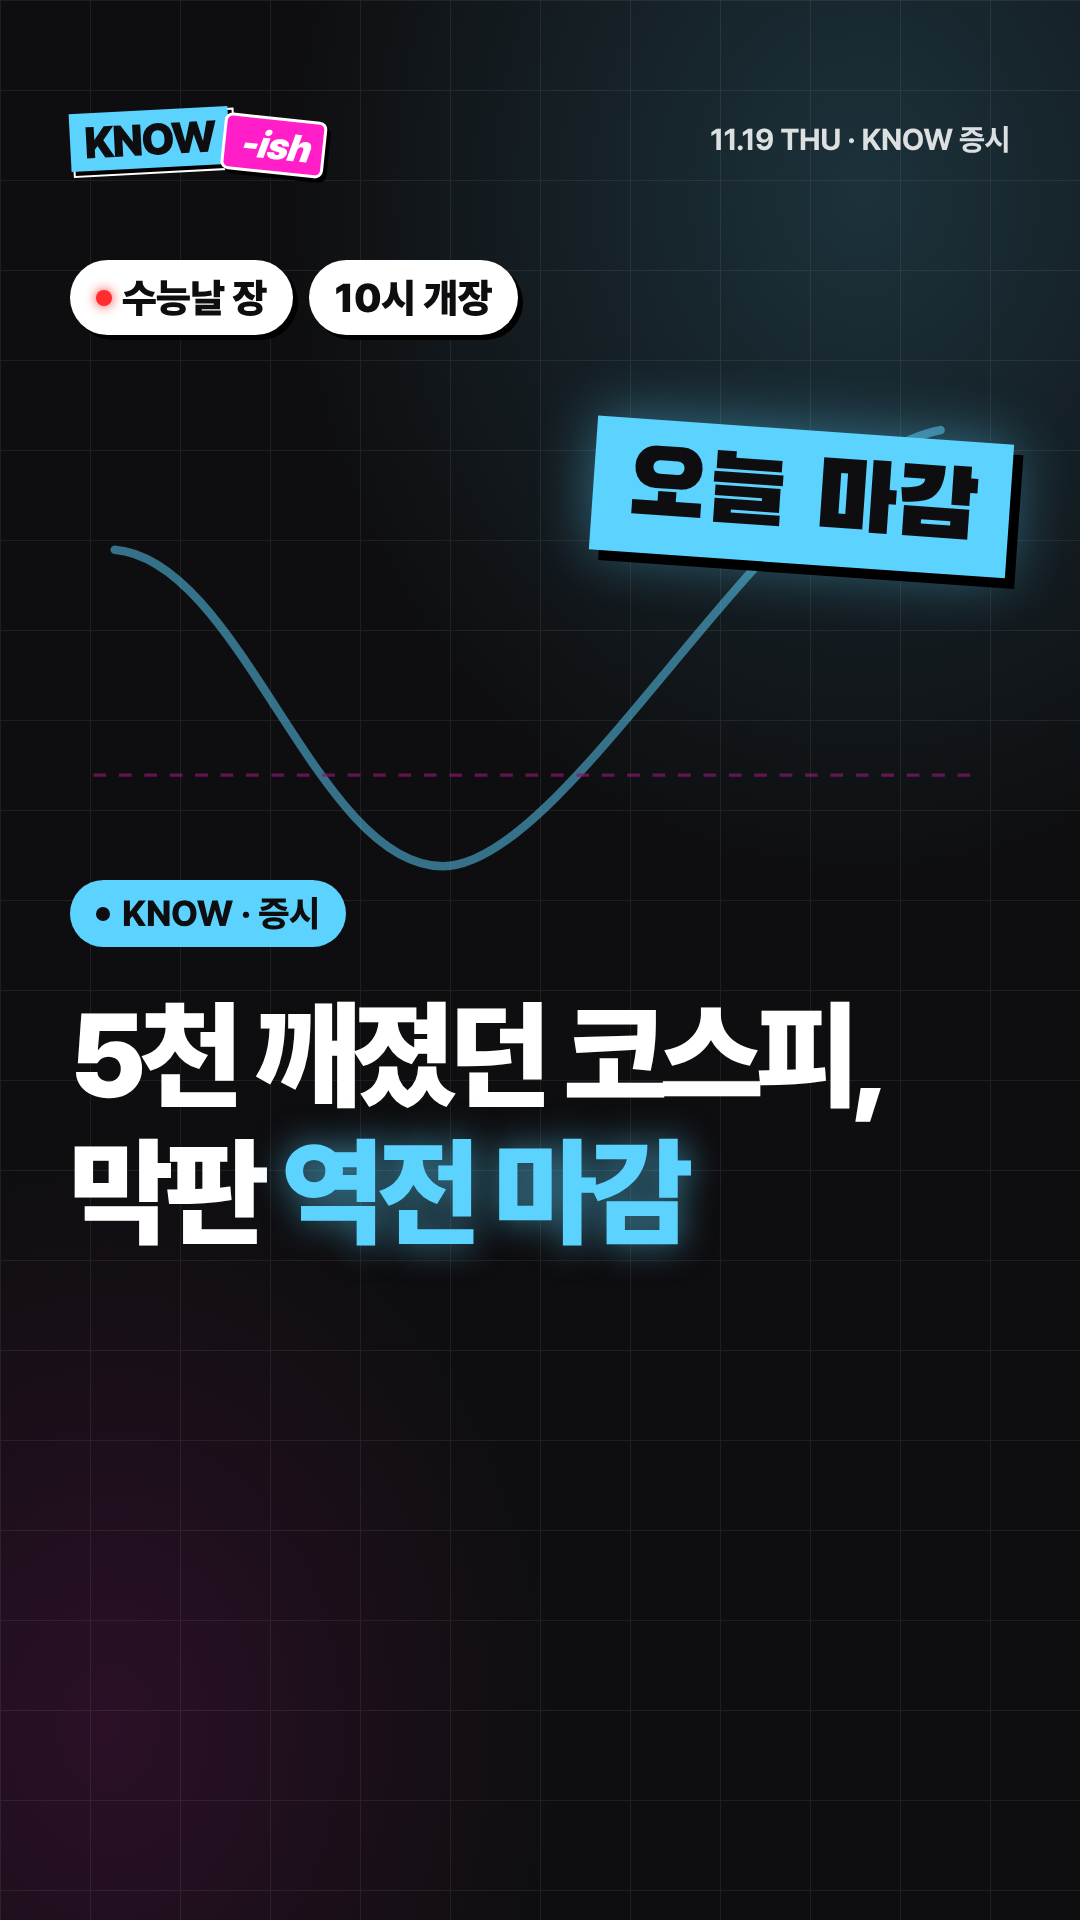 KNOW -ish
11.19 THU · KNOW 증시
수능날 장
10시 개장
오늘 마감
KNOW · 증시
5천 깨졌던 코스피,
막판 역전 마감